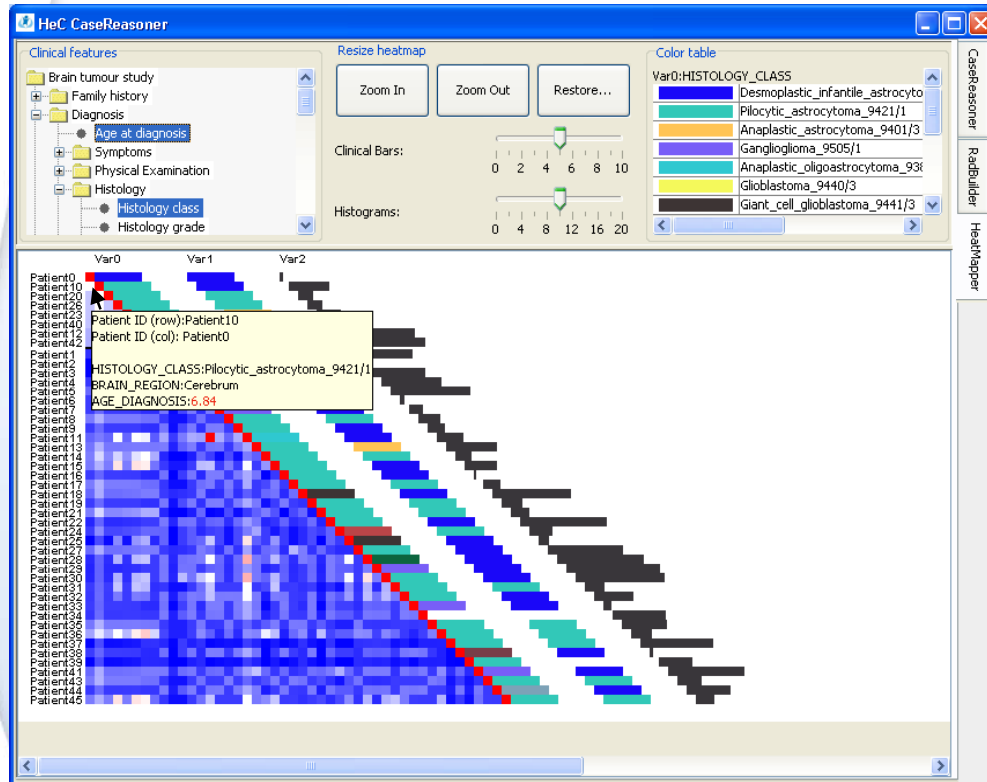 HeC CaseReasoner
Clinical features
Brain tumour study
Family history
Diagnosis
Age at diagnosis
Symptoms
Physical Examination
Histology
Histology class
Histology grade
Resize heatmap
Zoom In
Zoom Out
Restore...
Clinical Bars:
0 2 4 6 8 10
Histograms:
0 4 8 12 16 20
Color table
Var0:HISTOLOGY_CLASS
Desmoplastic_infantile_astrocyto
Pilocytic_astrocytoma_9421/1
Anaplastic_astrocytoma_9401/3
Ganglioglioma_9505/1
Anaplastic_oligoastrocytoma_938
Glioblastoma_9440/3
Giant_cell_glioblastoma_9441/3
CaseReasoner
RadBuilder
HeatMapper
Var0 Var1 Var2
Patient0
Patient10
Patient20
Patient26
Patient23
Patient40
Patient12
Patient42
Patient1
Patient2
Patient3
Patient4
Patient5
Patient6
Patient7
Patient8
Patient9
Patient11
Patient13
Patient14
Patient15
Patient16
Patient17
Patient18
Patient19
Patient21
Patient22
Patient24
Patient25
Patient27
Patient28
Patient29
Patient30
Patient31
Patient32
Patient33
Patient34
Patient35
Patient36
Patient37
Patient38
Patient39
Patient41
Patient43
Patient44
Patient45
Patient ID (row):Patient10
Patient ID (col): Patient0
HISTOLOGY_CLASS:Pilocytic_astrocytoma_9421/1
BRAIN_REGION:Cerebrum
AGE_DIAGNOSIS:6.84